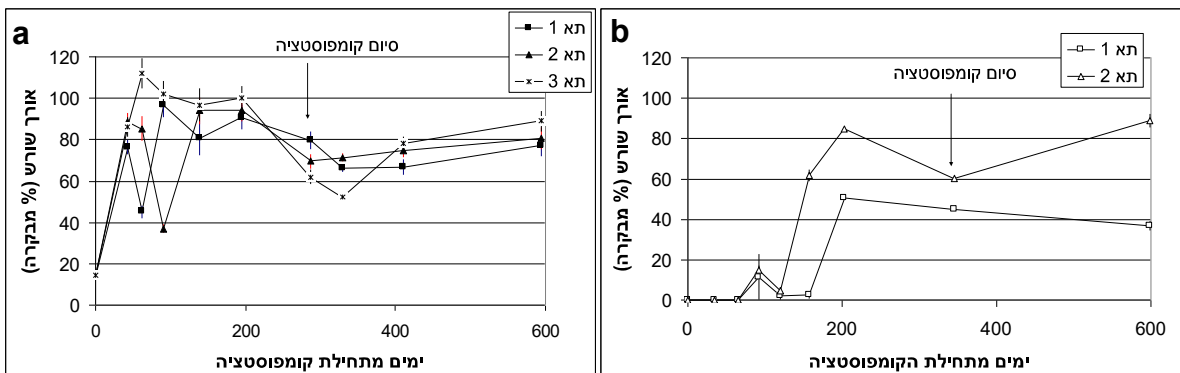 a
סיום קומפוסטציה
תא 1
תא 2
תא 3
אורך שורש (% מבקרה)
120
100
80
60
40
20
0
0
200
400
600
ימים מתחילת קומפוסטציה
b
סיום קומפוסטציה
תא 1
תא 2
אורך שורש (% מבקרה)
120
100
80
60
40
20
0
0
200
400
600
ימים מתחילת הקומפוסטציה